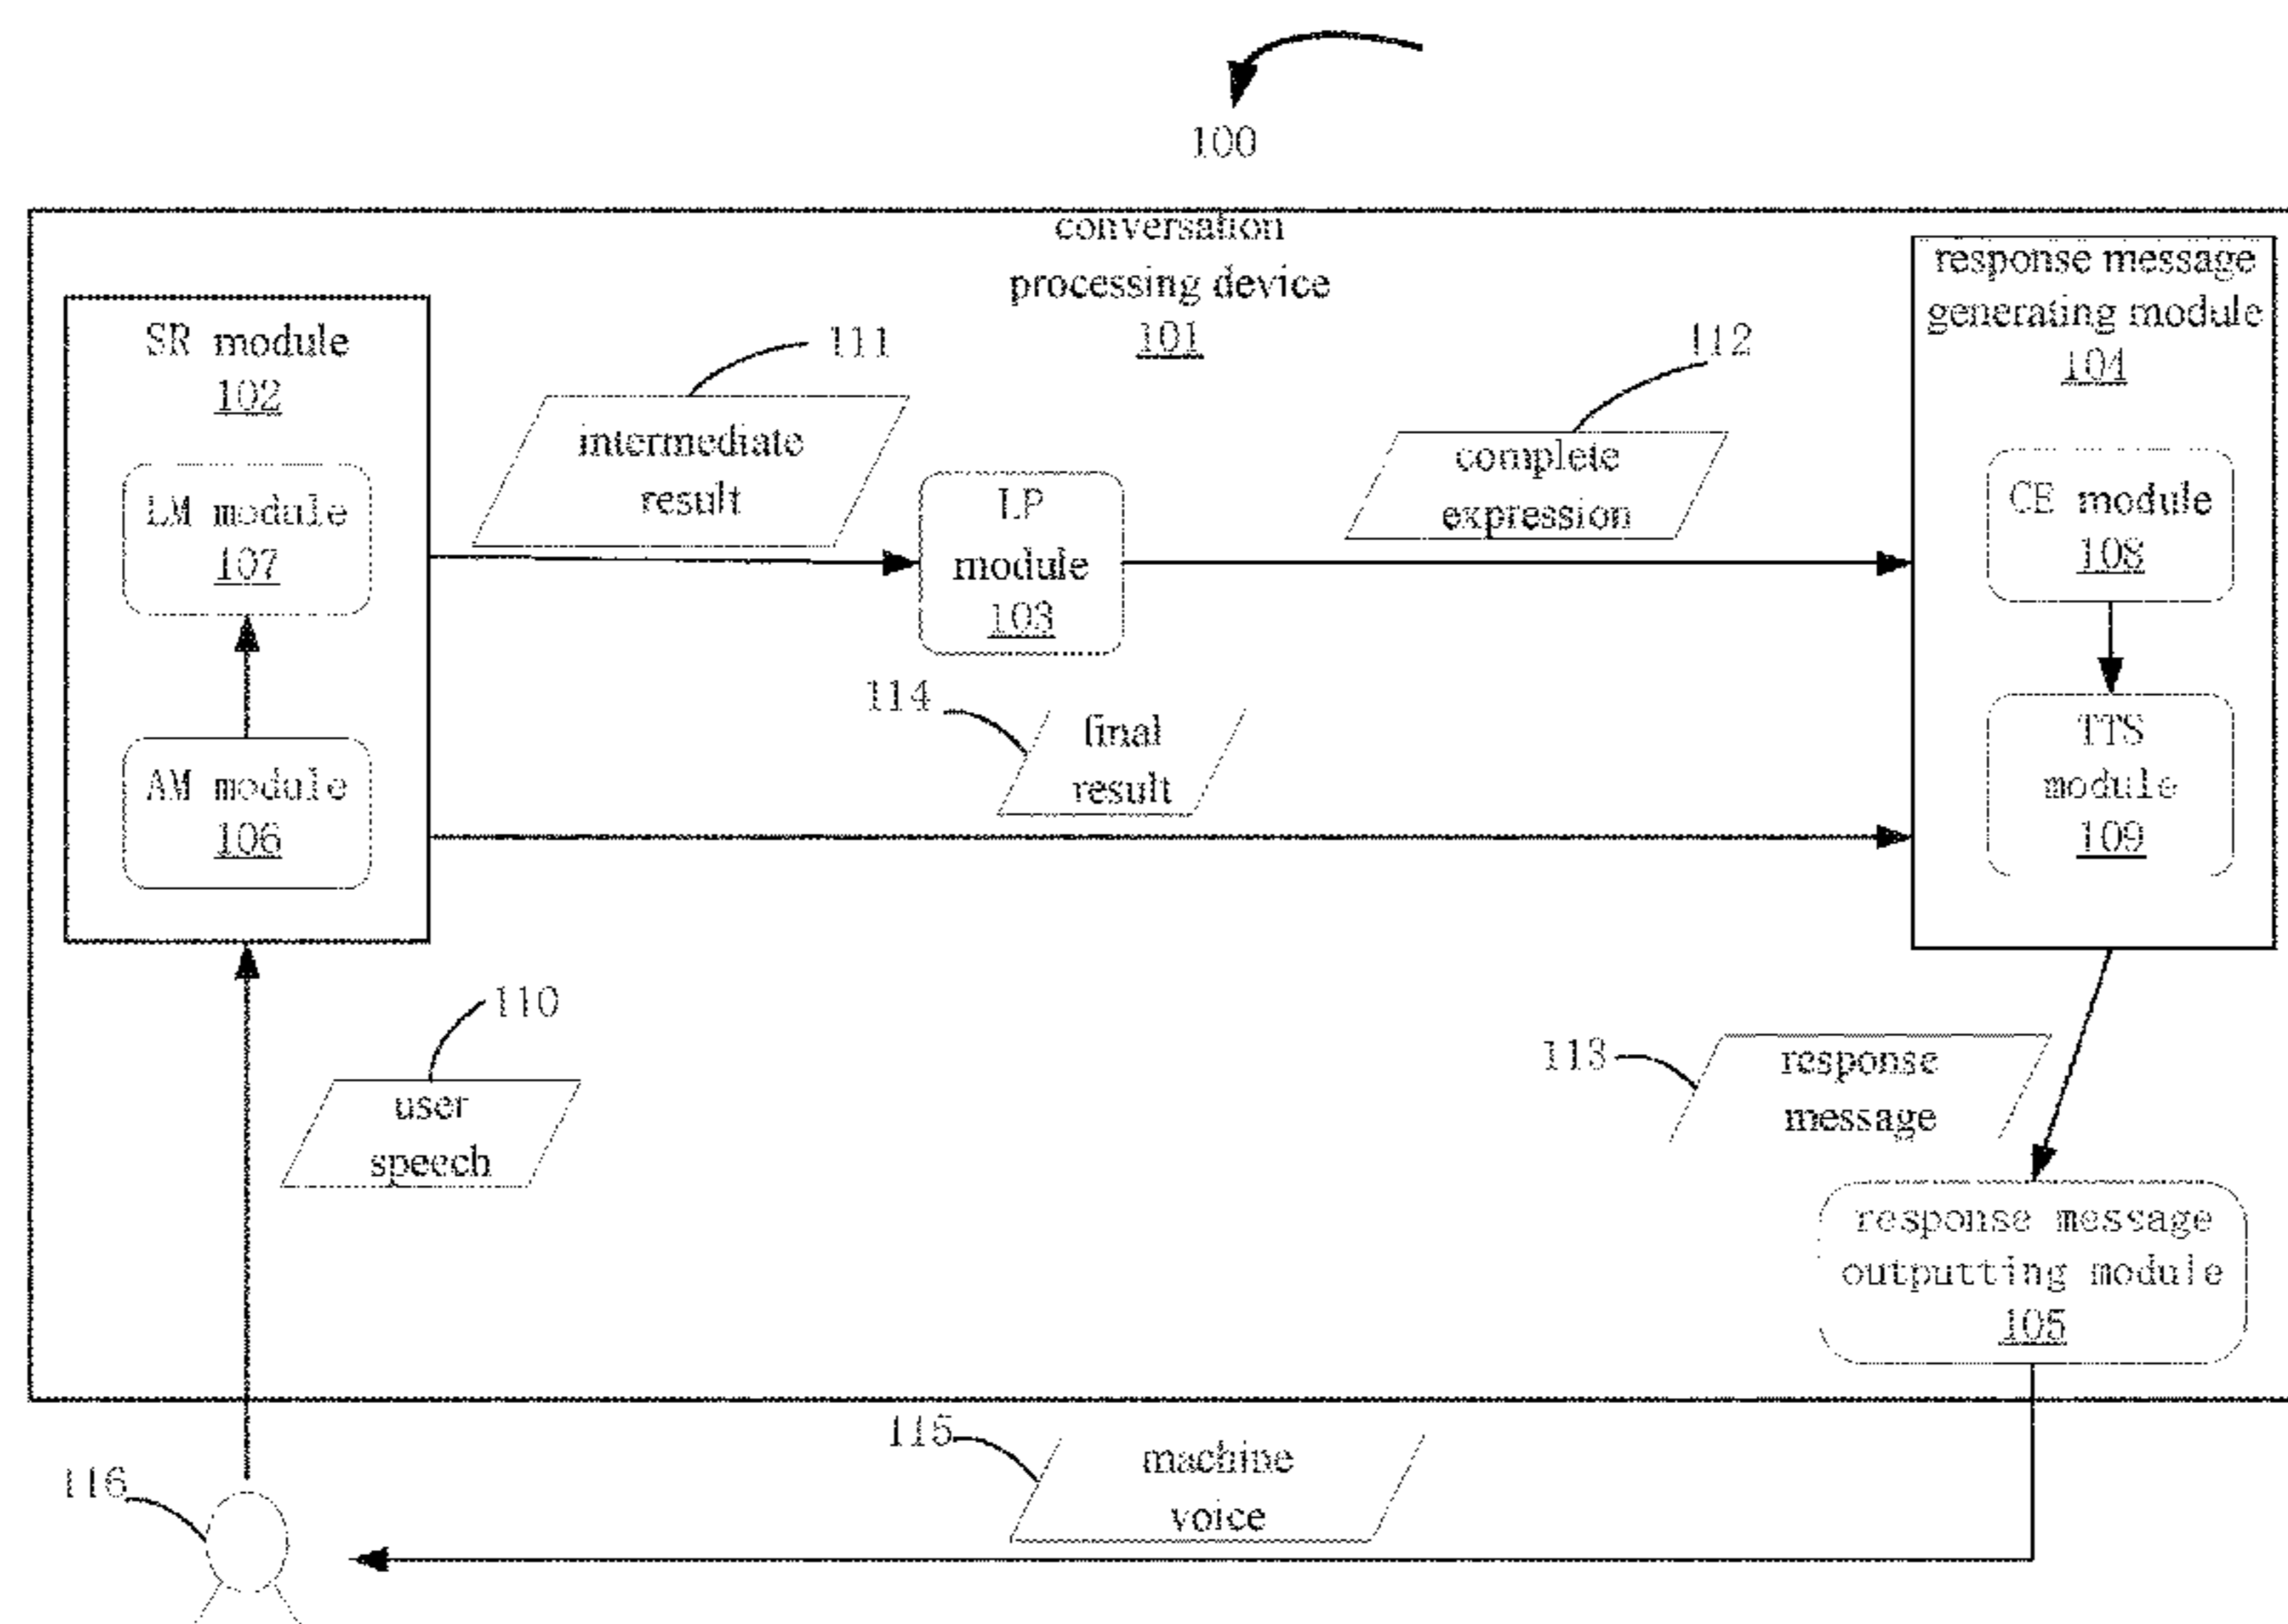 100
conversation
processing device
101
SR module
102
LM module
107
AM module
106
111
intermediate
result
LP
module
103
112
complete
expression
response message
generating module
104
CE module
108
TTS
module
109
114
final
result
110
user
speech
113
response
message
response message
outputting module
105
115
machine
voice
116